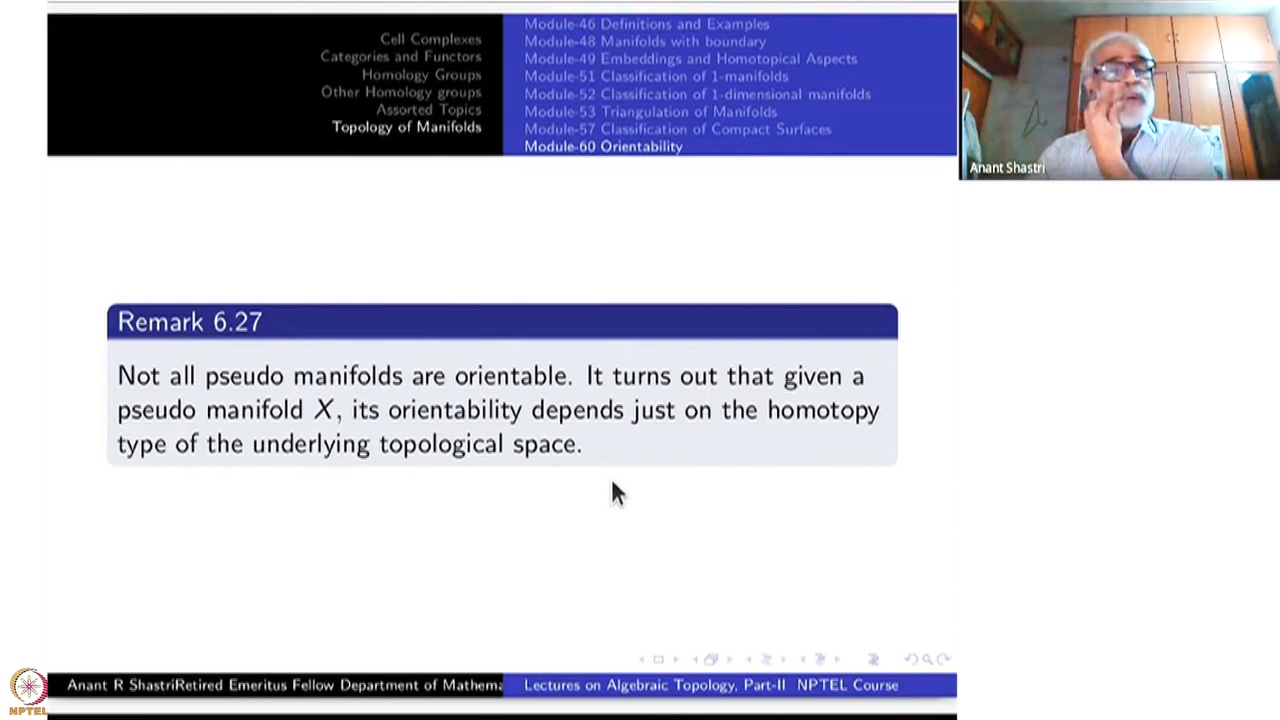 Cell Complexes
Categories and Functors
Homology Groups
Other Homology groups
Assorted Topics
Topology of Manifolds
Module-46 Definitions and Examples
Module-48 Manifolds with boundary
Module-49 Embeddings and Homotopical Aspects
Module-51 Classification of 1-manifolds
Module-52 Classification of 1-dimensional manifolds
Module-53 Triangulation of Manifolds
Module-57 Classification of Compact Surfaces
Module-60 Orientability
Anant Shastri
Remark 6.27
Not all pseudo manifolds are orientable. It turns out that given a
pseudo manifold X, its orientability depends just on the homotopy
type of the underlying topological space.
NPTEL
Anant R ShastriRetired Emeritus Fellow Department of Mathema
Lectures on Algebraic Topology, Part-II NPTEL Course